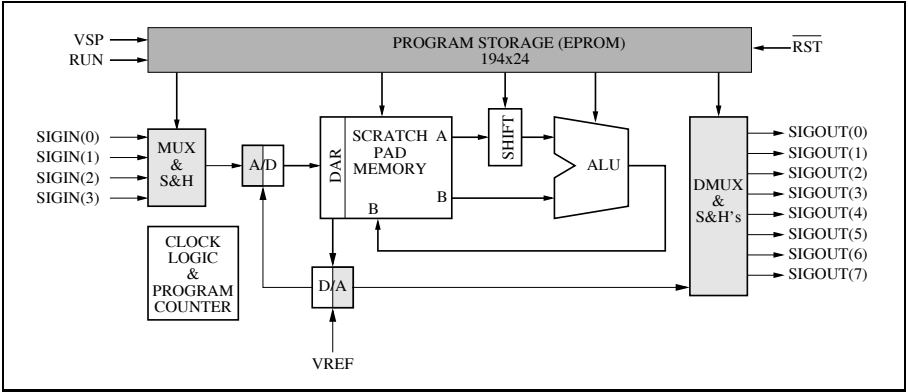 VSP
RUN
PROGRAM STORAGE (EPROM)
194x24
RST
SIGIN(0)
SIGIN(1)
SIGIN(2)
SIGIN(3)
MUX
&
S&H
A/D
DAR
SCRATCH
PAD
MEMORY
A
B
B
SHIFT
ALU
DMUX
&
S&H's
SIGOUT(0)
SIGOUT(1)
SIGOUT(2)
SIGOUT(3)
SIGOUT(4)
SIGOUT(5)
SIGOUT(6)
SIGOUT(7)
CLOCK
LOGIC
&
PROGRAM
COUNTER
D/A
VREF